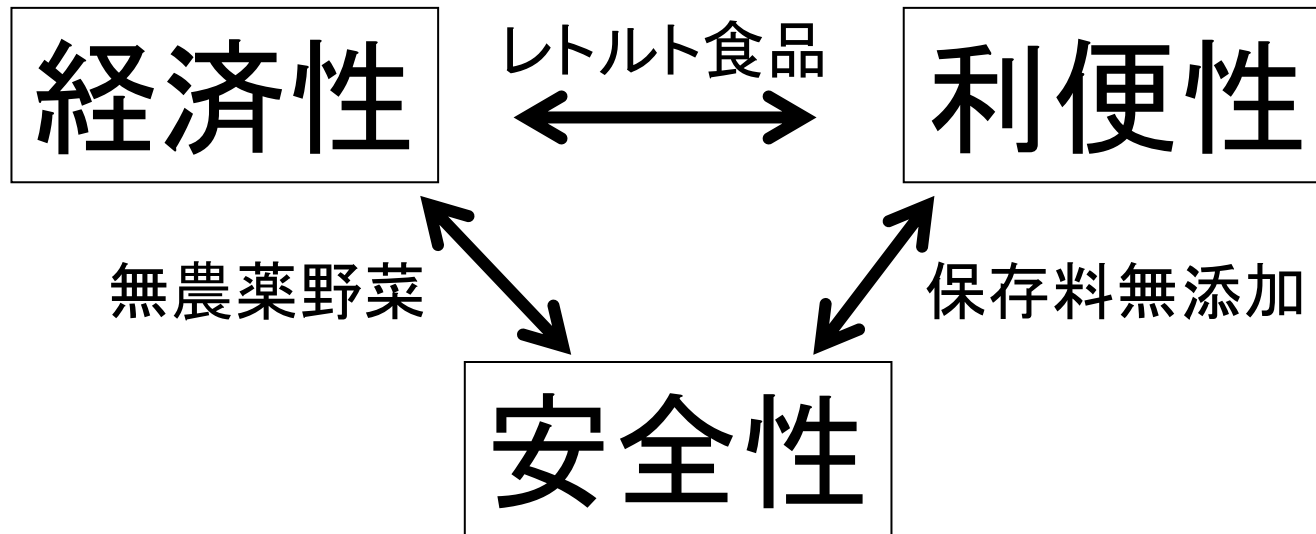 経済性
レトルト食品
利便性
無農薬野菜
保存料無添加
安全性